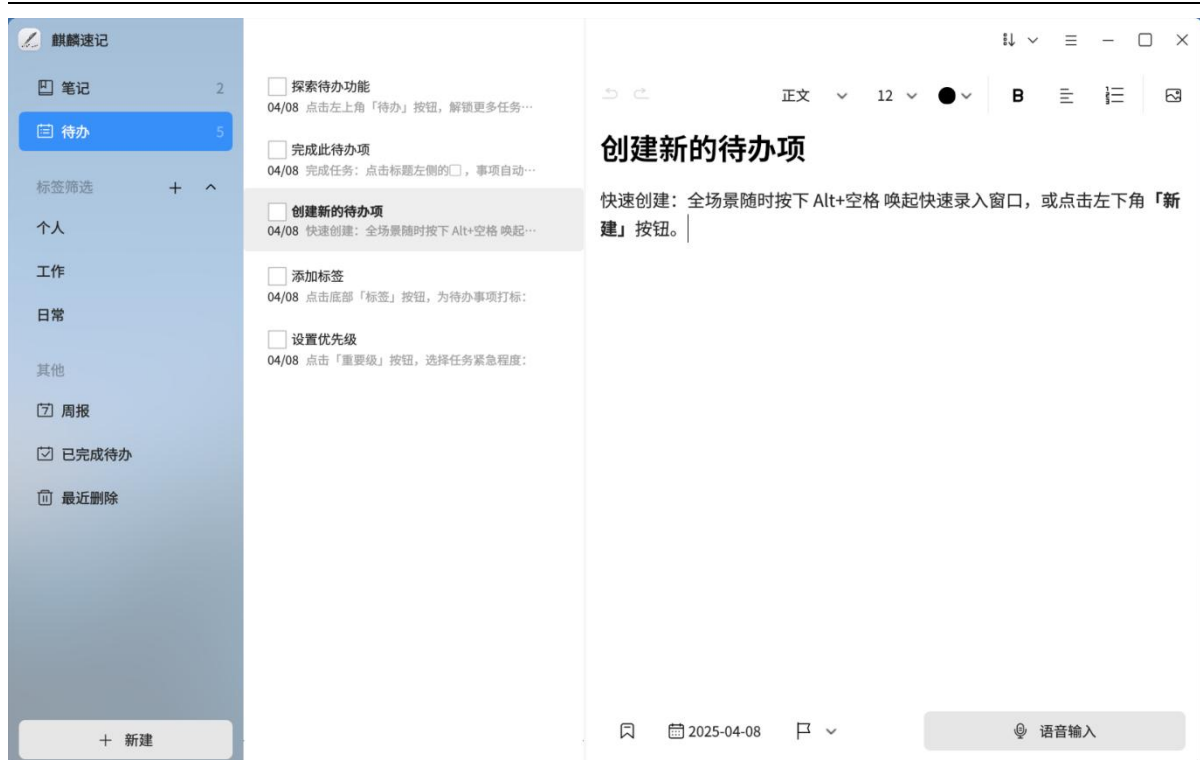 麒麟速记
笔记 2
待办 5
标签筛选
个人
工作
日常
其他
周报
已完成待办
最近删除
新建
探索待办功能
04/08 点击左上角「待办」按钮，解锁更多任务…
完成此待办项
04/08 完成任务：点击标题左侧的☐，事项自动…
创建新的待办项
04/08 快速创建：全场景随时按下 Alt+空格 唤起…
添加标签
04/08 点击底部「标签」按钮，为待办事项打标：
设置优先级
04/08 点击「重要级」按钮，选择任务紧急程度：
正文 12 B
创建新的待办项
快速创建：全场景随时按下 Alt+空格 唤起快速录入窗口，或点击左下角「新
建」按钮。
2025-04-08
语音输入